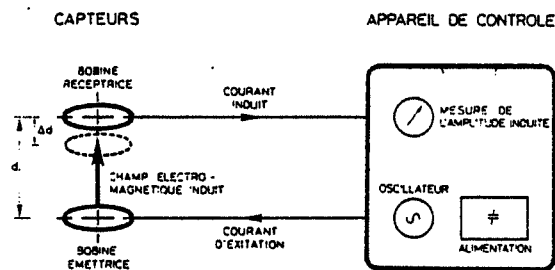 CAPTEURS
APPAREIL DE CONTROLE
BOBINE
RECEPTRICE
COURANT
INDUIT
MESURE DE
L'AMPLITUDE INDUITE
Δd
d
CHAMP ELECTRO-
MAGNETIQUE INDUIT
OSCILLATEUR
COURANT
D'EXITATION
ALIMENTATION
BOBINE
EMETTRICE